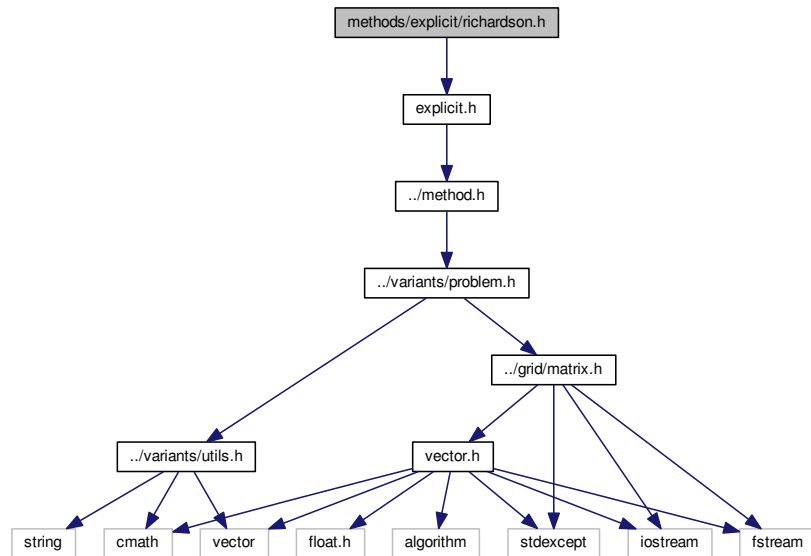 methods/explicit/richardson.h
explicit.h
../method.h
../variants/problem.h
../grid/matrix.h
../variants/utils.h
vector.h
string
cmath
vector
float.h
algorithm
stdexcept
iostream
fstream